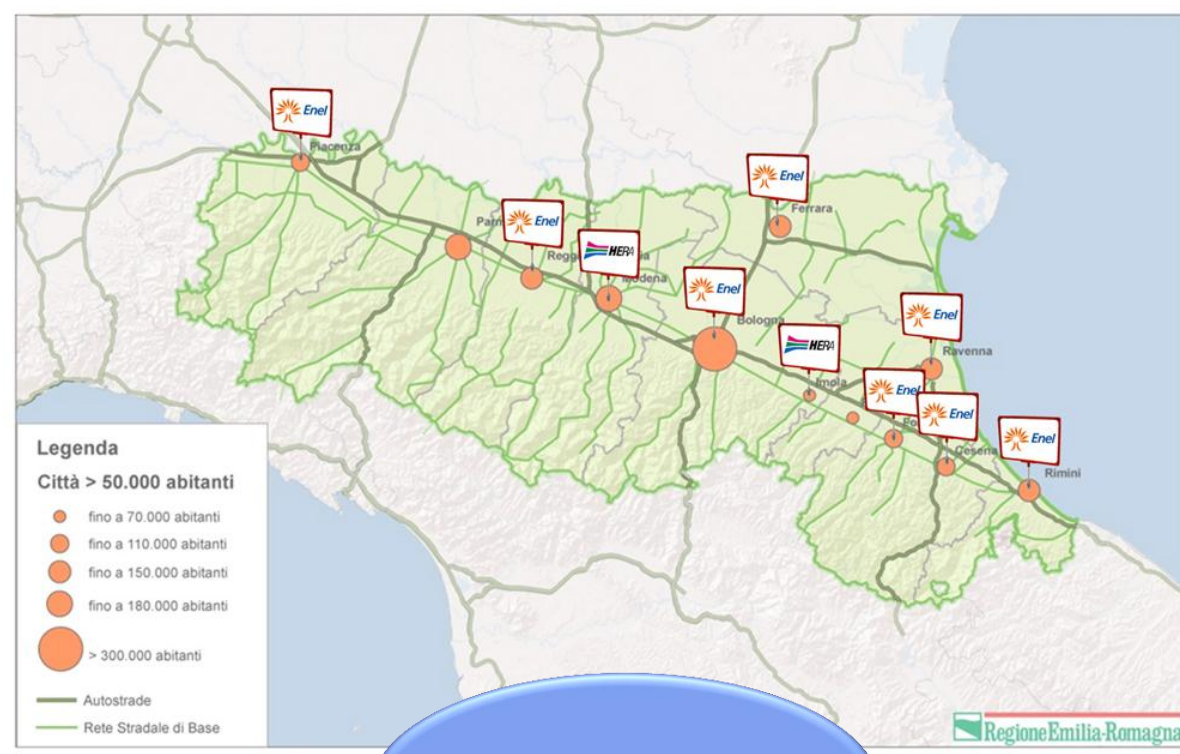 Enel
Piacenza
Enel
Ferrara
Enel
HERA
Modena
Enel
Bologna
HERA
Imola
Enel
Ravenna
Enel
Enel
Cesena
Enel
Rimini
Legenda
Città > 50.000 abitanti
fino a 70.000 abitanti
fino a 110.000 abitanti
fino a 150.000 abitanti
fino a 180.000 abitanti
> 300.000 abitanti
Autostrade
Rete Stradale di Base
RegioneEmilia-Romagna